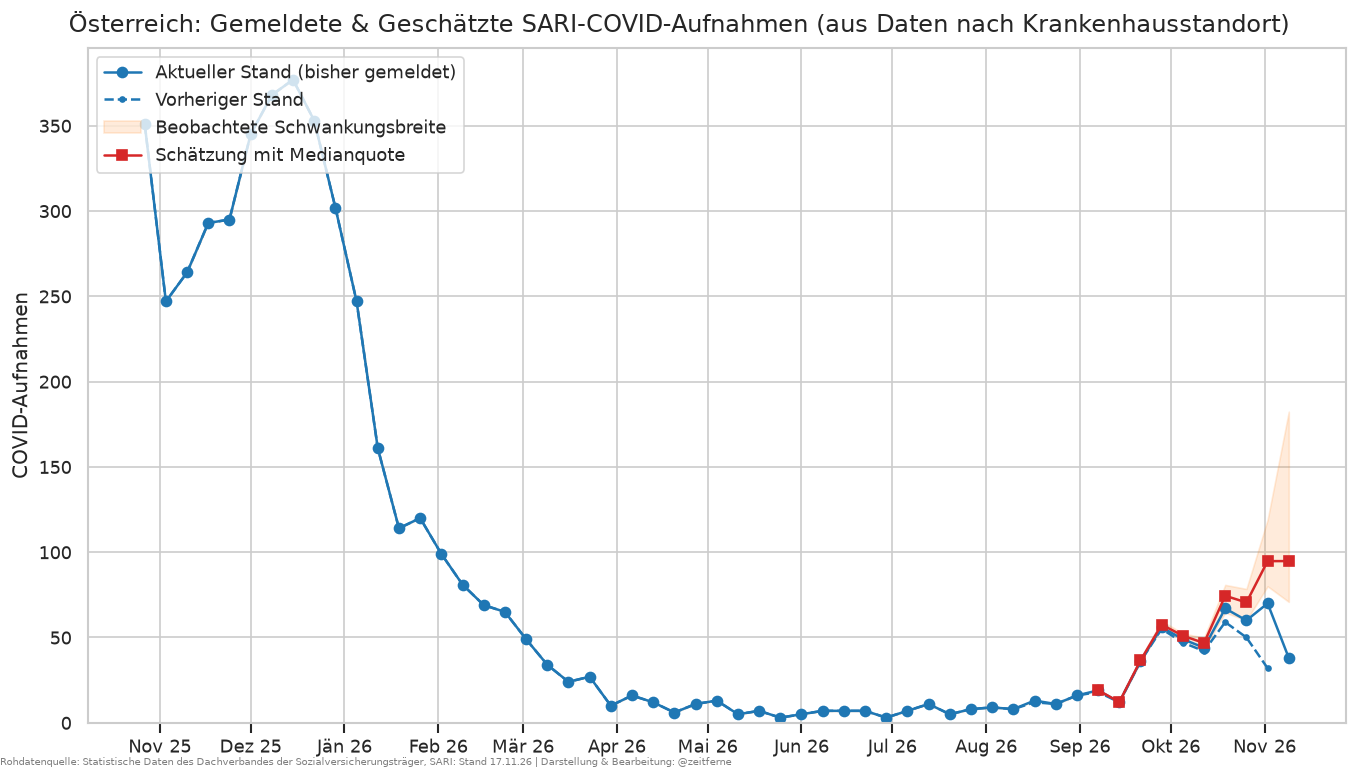 Österreich: Gemeldete & Geschätzte SARI-COVID-Aufnahmen (aus Daten nach Krankenhausstandort)
Aktueller Stand (bisher gemeldet)
Vorheriger Stand
Beobachtete Schwankungsbreite
Schätzung mit Medianquote
COVID-Aufnahmen
350
300
250
200
150
100
50
0
Nov 25 Dez 25 Jän 26 Feb 26 Mär 26 Apr 26 Mai 26 Jun 26 Jul 26 Aug 26 Sep 26 Okt 26 Nov 26
Rohdatenquelle: Statistische Daten des Dachverbandes der Sozialversicherungsträger, SARI: Stand 17.11.26 | Darstellung & Bearbeitung: @zeitferne